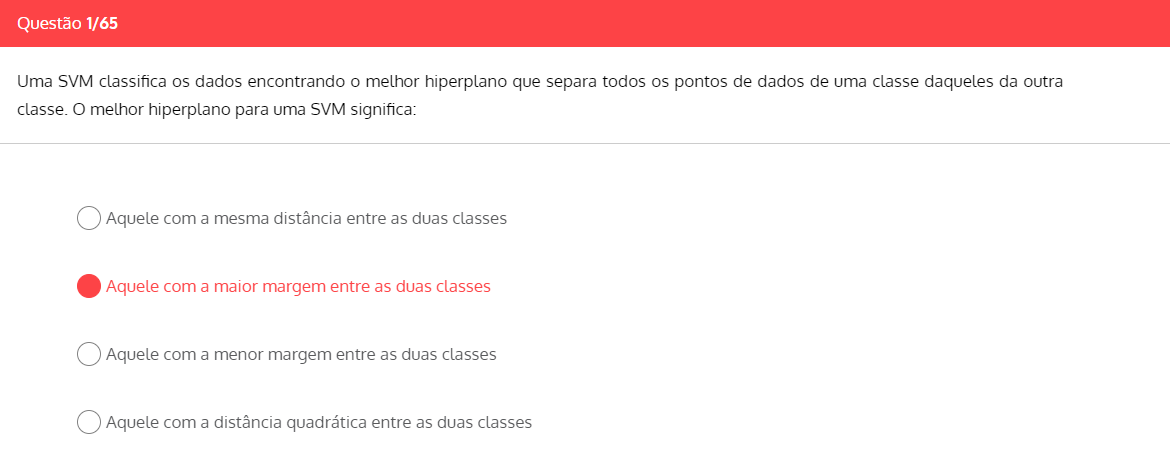 Questão 1/65
Uma SVM classifica os dados encontrando o melhor hiperplano que separa todos os pontos de dados de uma classe daqueles da outra
classe. O melhor hiperplano para uma SVM significa:
Aquele com a mesma distância entre as duas classes
Aquele com a maior margem entre as duas classes
Aquele com a menor margem entre as duas classes
Aquele com a distância quadrática entre as duas classes